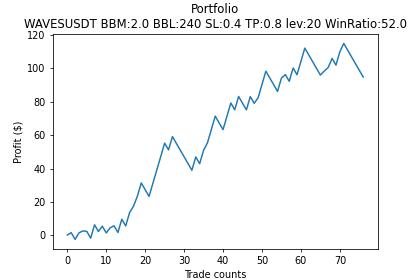 Portfolio
WAVESUSDT BBM:2.0 BBL:240 SL:0.4 TP:0.8 lev:20 WinRatio:52.0
120
100
80
60
40
20
0
Profit ($)
0 10 20 30 40 50 60 70
Trade counts